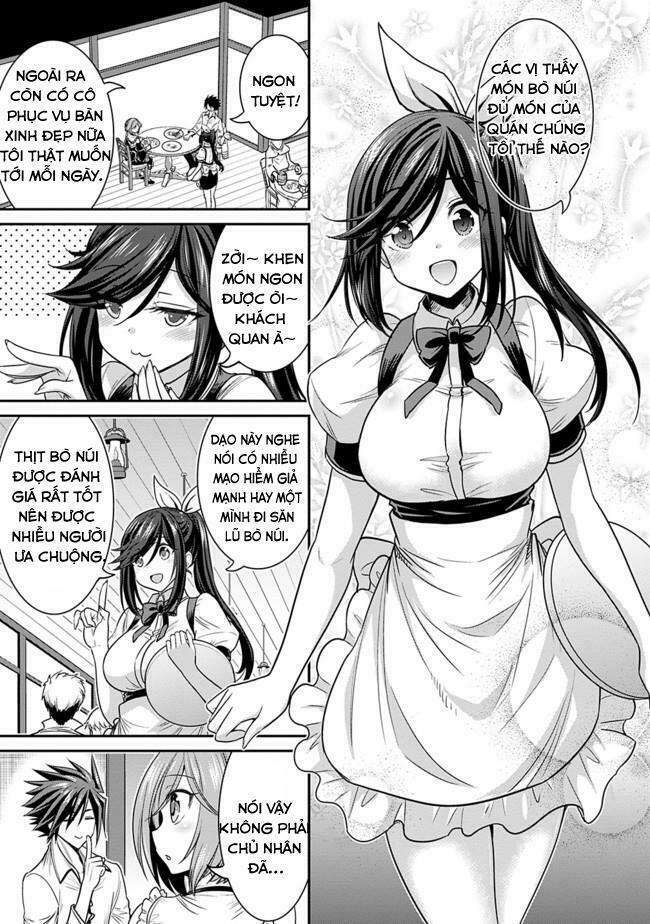 CÁC VỊ THẤY
MÓN BÒ NÚI
ĐỦ MÓN CỦA
QUÁN CHÚNG
TÔI THẾ NÀO?
NGON
TUYỆT!
NGOÀI RA
CÔN CÓ CÔ
PHỤC VỤ BÀN
XINH ĐẸP NỮA
TÔI THẬT MUỐN
TỚI MỖI NGÀY.
ZỜI~ KHEN
MÓN NGON
ĐƯỢC ÒI~
KHÁCH
QUAN À~
DẠO NÀY NGHE
NÓI CÓ NHIỀU
MẠO HIỂM GIẢ
MẠNH HAY MỘT
MÌNH ĐI SĂN
LŨ BÒ NÚI.
THỊT BÒ NÚI
ĐƯỢC ĐÁNH
GIÁ RẤT TỐT
NÊN ĐƯỢC
NHIỀU NGƯỜI
ƯA CHUỘNG.
NÓI VẬY
KHÔNG PHẢI
CHỦ NHÂN
ĐÃ...